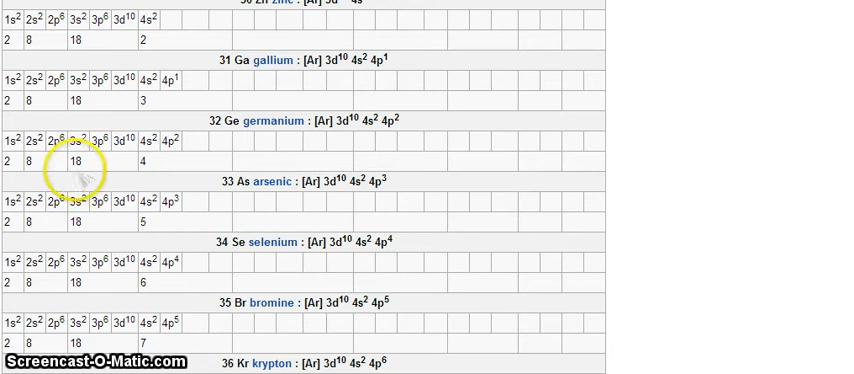 30 Zn zinc : [Ar] 3d¹⁰ 4s²
1s² 2s² 2p⁶ 3s² 3p⁶ 3d¹⁰ 4s²
2 8 18 2
31 Ga gallium : [Ar] 3d¹⁰ 4s² 4p¹
1s² 2s² 2p⁶ 3s² 3p⁶ 3d¹⁰ 4s² 4p¹
2 8 18 3
32 Ge germanium : [Ar] 3d¹⁰ 4s² 4p²
1s² 2s² 2p⁶ 3s² 3p⁶ 3d¹⁰ 4s² 4p²
2 8 18 4
33 As arsenic : [Ar] 3d¹⁰ 4s² 4p³
1s² 2s² 2p⁶ 3s² 3p⁶ 3d¹⁰ 4s² 4p³
2 8 18 5
34 Se selenium : [Ar] 3d¹⁰ 4s² 4p⁴
1s² 2s² 2p⁶ 3s² 3p⁶ 3d¹⁰ 4s² 4p⁴
2 8 18 6
35 Br bromine : [Ar] 3d¹⁰ 4s² 4p⁵
1s² 2s² 2p⁶ 3s² 3p⁶ 3d¹⁰ 4s² 4p⁵
2 8 18 7
Screencast-O-Matic.com
36 Kr krypton : [Ar] 3d¹⁰ 4s² 4p⁶